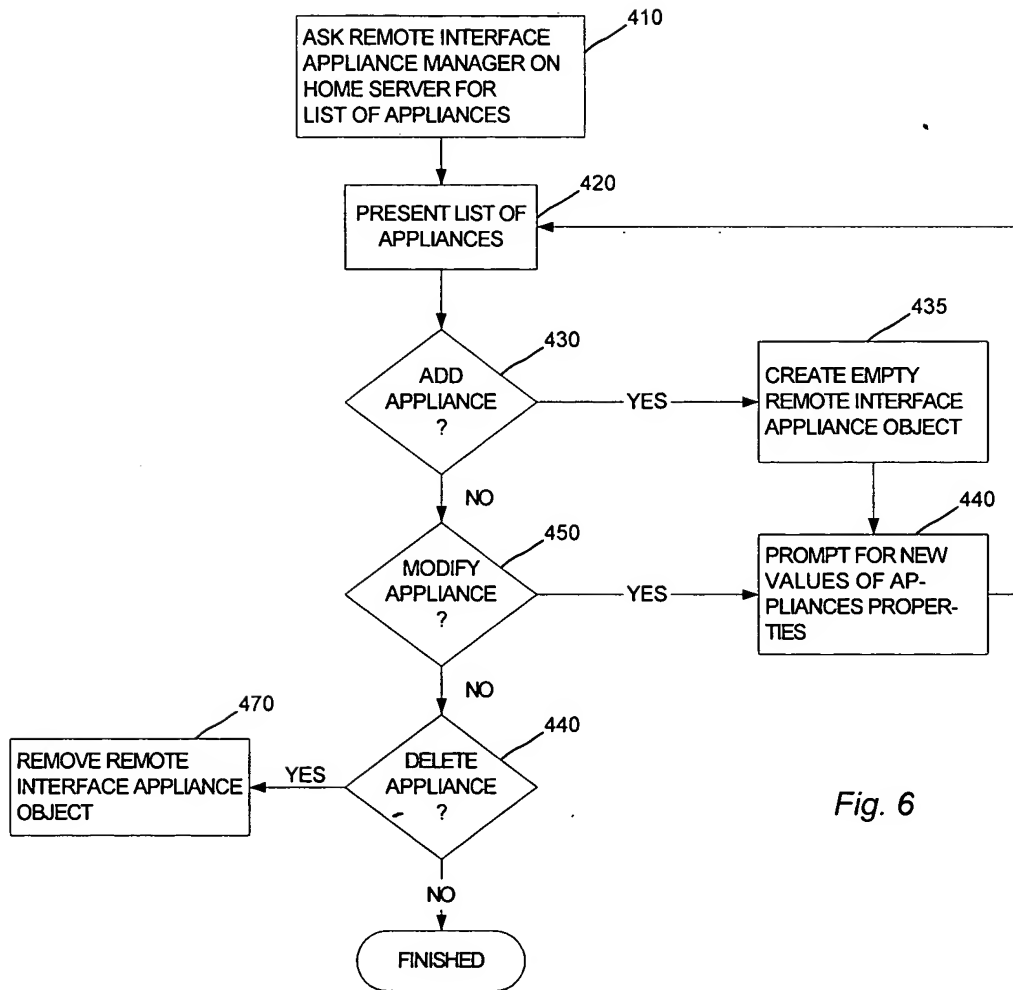 410
ASK REMOTE INTERFACE
APPLIANCE MANAGER ON
HOME SERVER FOR
LIST OF APPLIANCES
420
PRESENT LIST OF
APPLIANCES
430
ADD
APPLIANCE
?
YES
435
CREATE EMPTY
REMOTE INTERFACE
APPLIANCE OBJECT
NO
450
MODIFY
APPLIANCE
?
YES
440
PROMPT FOR NEW
VALUES OF AP-
PLIANCES PROPER-
TIES
NO
440
DELETE
APPLIANCE
?
YES
470
REMOVE REMOTE
INTERFACE APPLIANCE
OBJECT
NO
FINISHED
Fig. 6